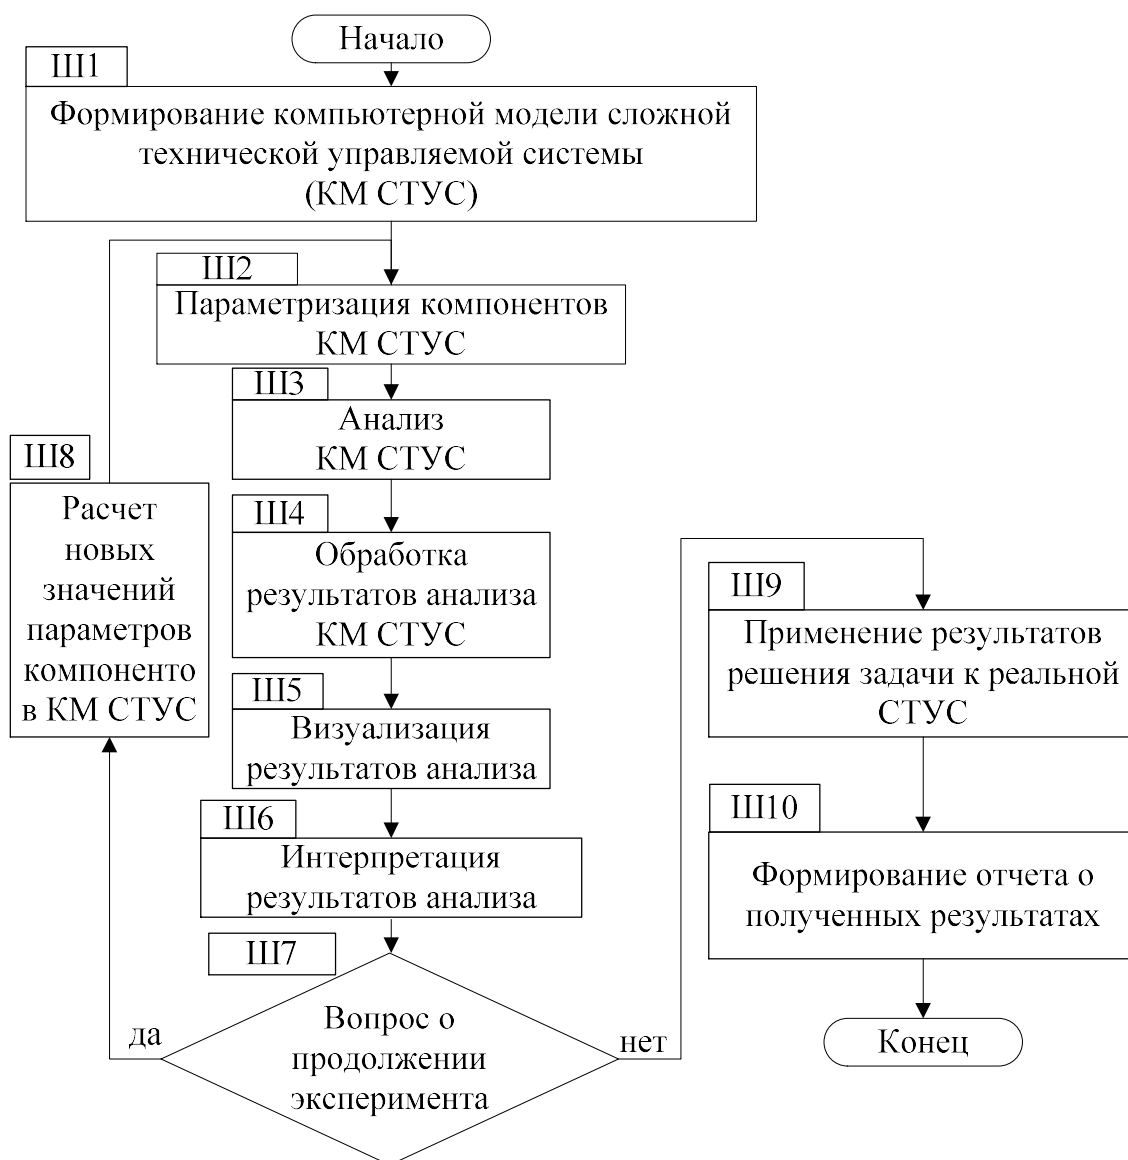 Начало
Ш1
Формирование компьютерной модели сложной
технической управляемой системы
(КМ СТУС)
Ш2
Параметризация компонентов
КМ СТУС
Ш3
Анализ
КМ СТУС
Ш4
Обработка
результатов анализа
КМ СТУС
Ш5
Визуализация
результатов анализа
Ш6
Интерпретация
результатов анализа
Ш7
Вопрос о
продолжении
эксперимента
да
нет
Ш8
Расчет
новых
значений
параметров
компоненто
в КМ СТУС
Ш9
Применение результатов
решения задачи к реальной
СТУС
Ш10
Формирование отчета о
полученных результатах
Конец